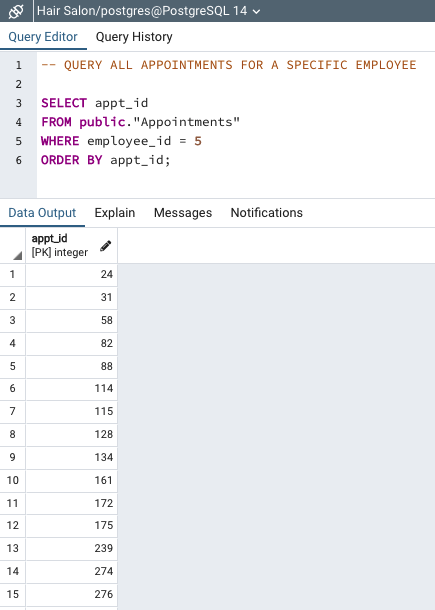 Hair Salon/postgres@PostgreSQL 14
Query Editor Query History
1 -- QUERY ALL APPOINTMENTS FOR A SPECIFIC EMPLOYEE
2
3 SELECT appt_id
4 FROM public."Appointments"
5 WHERE employee_id = 5
6 ORDER BY appt_id;
Data Output Explain Messages Notifications
appt_id
[PK] integer
1 24
2 31
3 58
4 82
5 88
6 114
7 115
8 128
9 134
10 161
11 172
12 175
13 239
14 274
15 276